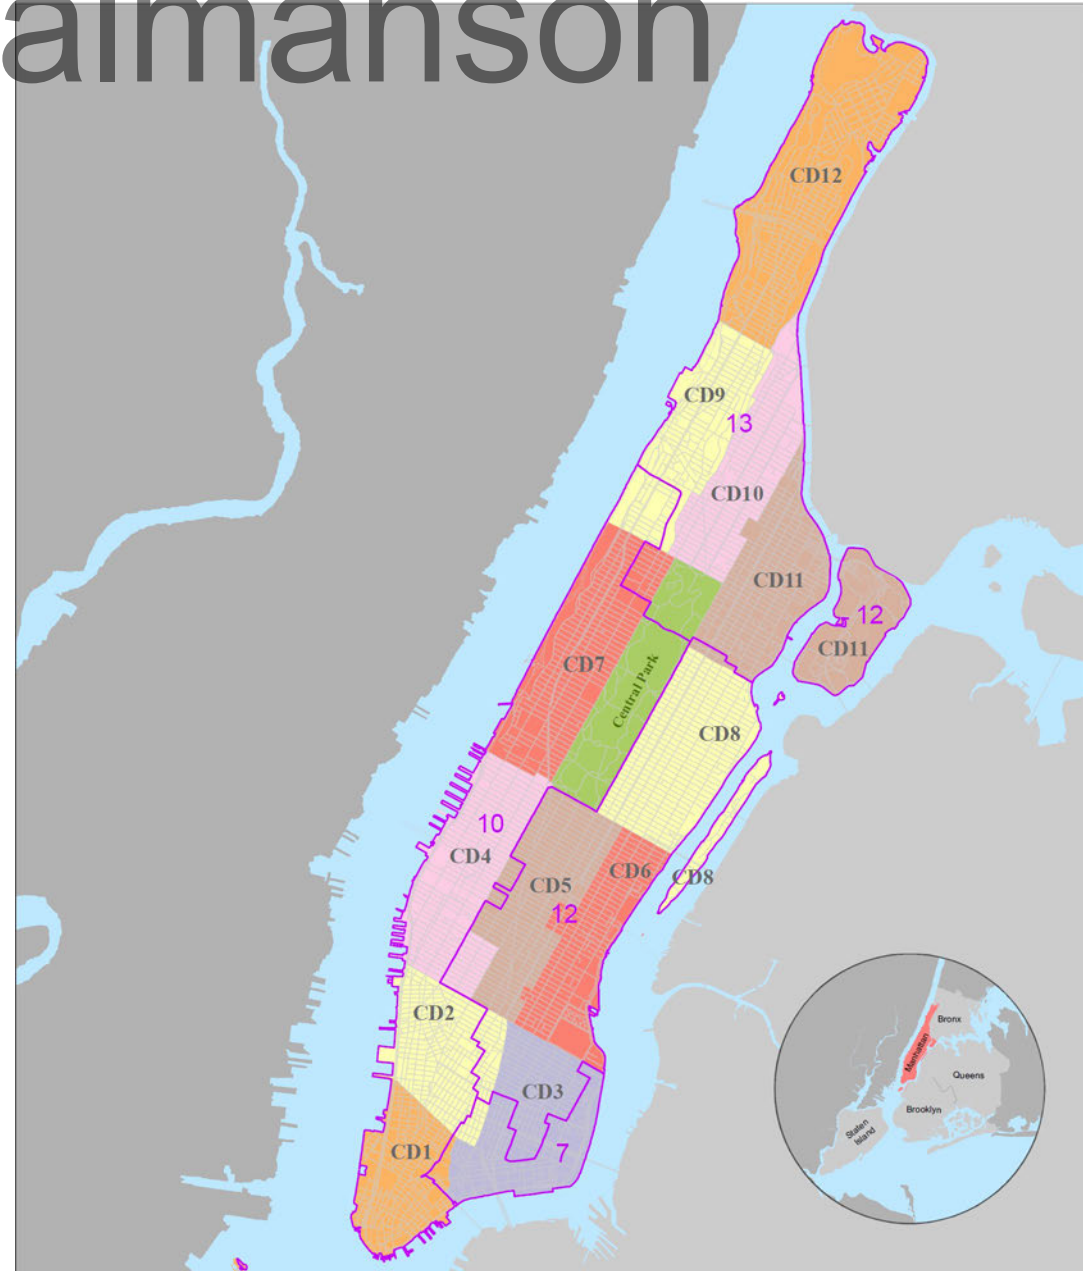 almanson
CD12
CD9
13
CD10
CD11
12
CD11
CD7
Central Park
CD8
10
CD4
CD6
CD5
CD8
12
CD2
CD3
CD1
7
Bronx
Manhattan
Queens
Brooklyn
Staten
Island